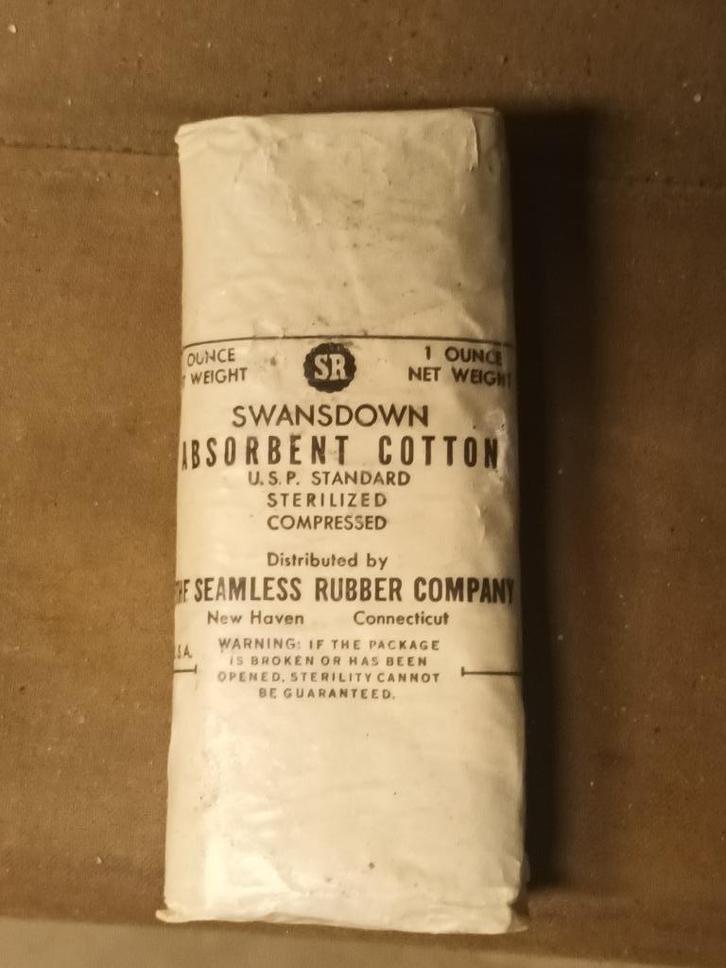 OUNCE SR 1 OUNCE
WEIGHT NET WEIGHT
SWANSDOWN
ABSORBENT COTTON
U.S.P. STANDARD
STERILIZED
COMPRESSED
Distributed by
THE SEAMLESS RUBBER COMPANY
New Haven Connecticut
WARNING: IF THE PACKAGE
IS BROKEN OR HAS BEEN
OPENED, STERILITY CANNOT
BE GUARANTEED.